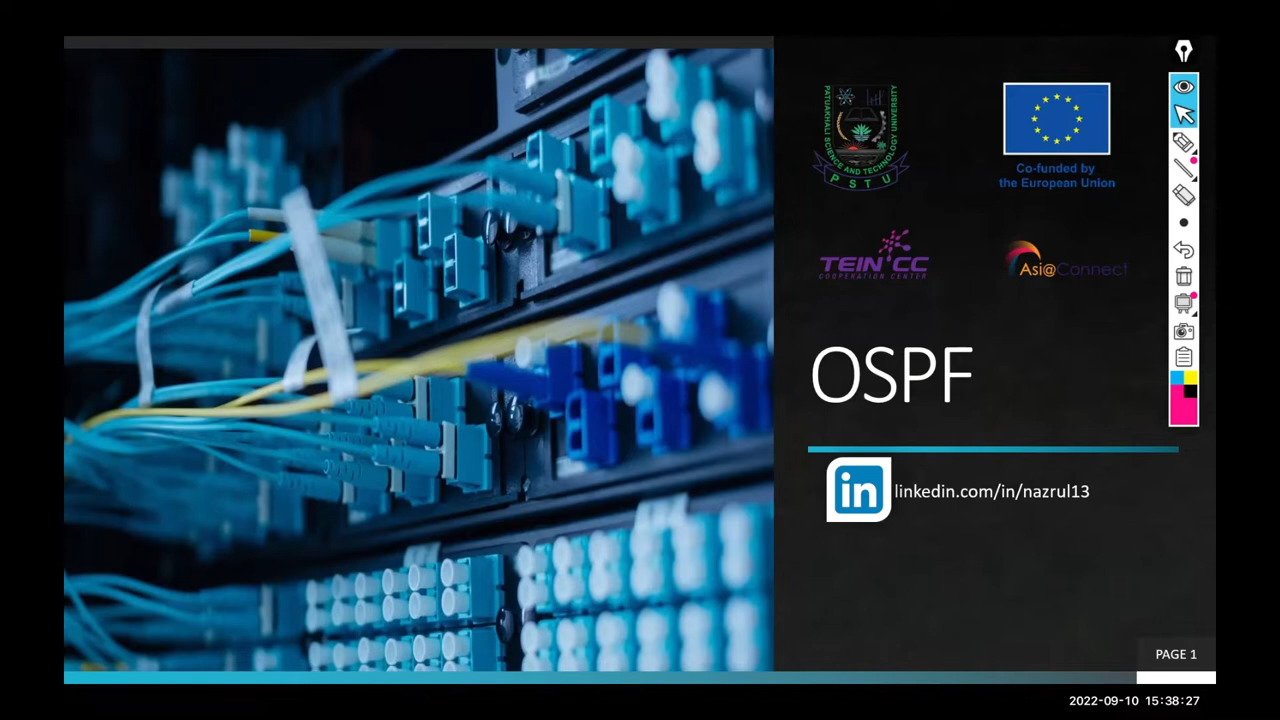 PATUAKHALI SCIENCE AND TECHNOLOGY UNIVERSITY
PSTU
Co-funded by
the European Union
TEIN CC
COOPERATION CENTER
Asi@Connect
OSPF
in linkedin.com/in/nazrul13
PAGE 1
2022-09-10 15:38:27